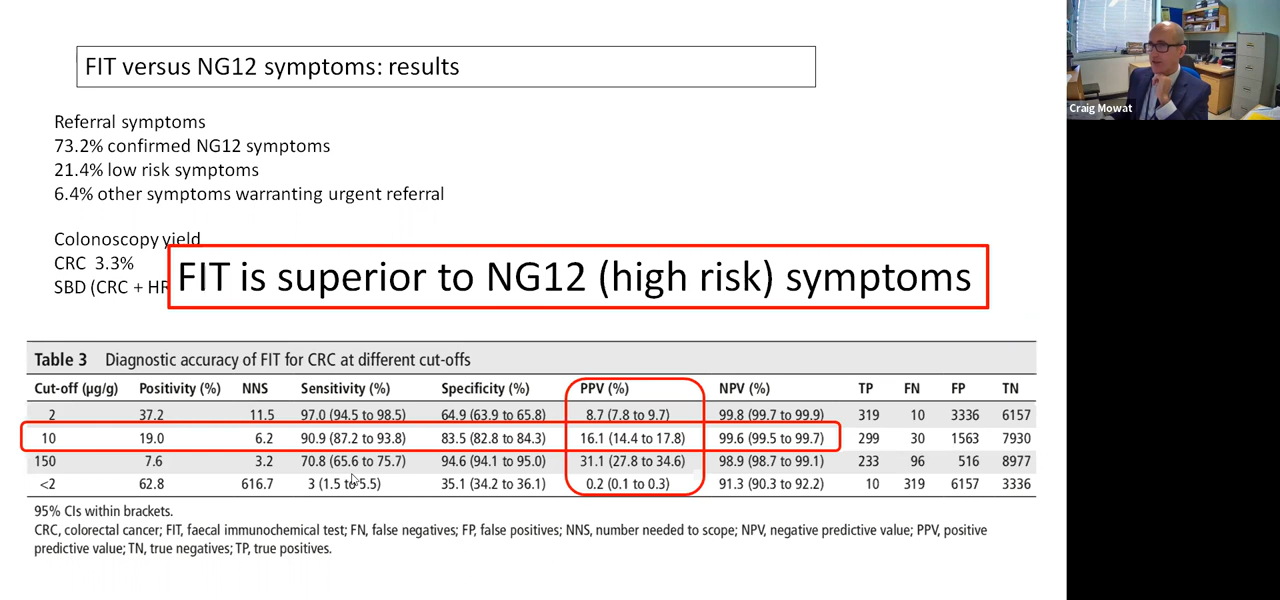 FIT versus NG12 symptoms: results
Craig Mowat
Referral symptoms
73.2% confirmed NG12 symptoms
21.4% low risk symptoms
6.4% other symptoms warranting urgent referral
Colonoscopy yield
CRC 3.3%
SBD (CRC + HR
FIT is superior to NG12 (high risk) symptoms
Table 3 Diagnostic accuracy of FIT for CRC at different cut-offs
Cut-off (µg/g) Positivity (%) NNS Sensitivity (%) Specificity (%) PPV (%) NPV (%) TP FN FP TN
2 37.2 11.5 97.0 (94.5 to 98.5) 64.9 (63.9 to 65.8) 8.7 (7.8 to 9.7) 99.8 (99.7 to 99.9) 319 10 3336 6157
10 19.0 6.2 90.9 (87.2 to 93.8) 83.5 (82.8 to 84.3) 16.1 (14.4 to 17.8) 99.6 (99.5 to 99.7) 299 30 1563 7930
150 7.6 3.2 70.8 (65.6 to 75.7) 94.6 (94.1 to 95.0) 31.1 (27.8 to 34.6) 98.9 (98.7 to 99.1) 233 96 516 8977
<2 62.8 616.7 3 (1.5 to 5.5) 35.1 (34.2 to 36.1) 0.2 (0.1 to 0.3) 91.3 (90.3 to 92.2) 10 319 6157 3336
95% CIs within brackets.
CRC, colorectal cancer; FIT, faecal immunochemical test; FN, false negatives; FP, false positives; NNS, number needed to scope; NPV, negative predictive value; PPV, positive
predictive value; TN, true negatives; TP, true positives.